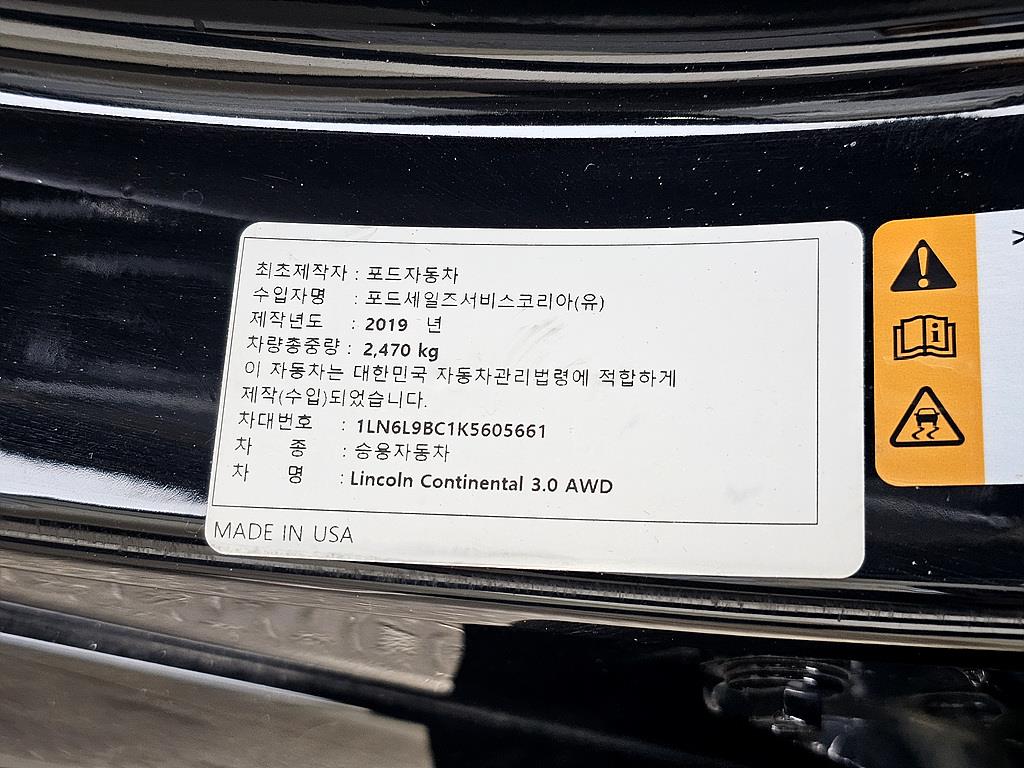 최초제작자 : 포드자동차
수입자명 : 포드세일즈서비스코리아(유)
제작년도 : 2019 년
차량총중량 : 2,470 kg
이 자동차는 대한민국 자동차관리법령에 적합하게
제작(수입)되었습니다.
차대번호 : 1LN6L9BC1K5605661
차 종 : 승용자동차
차 명 : Lincoln Continental 3.0 AWD
MADE IN USA
>